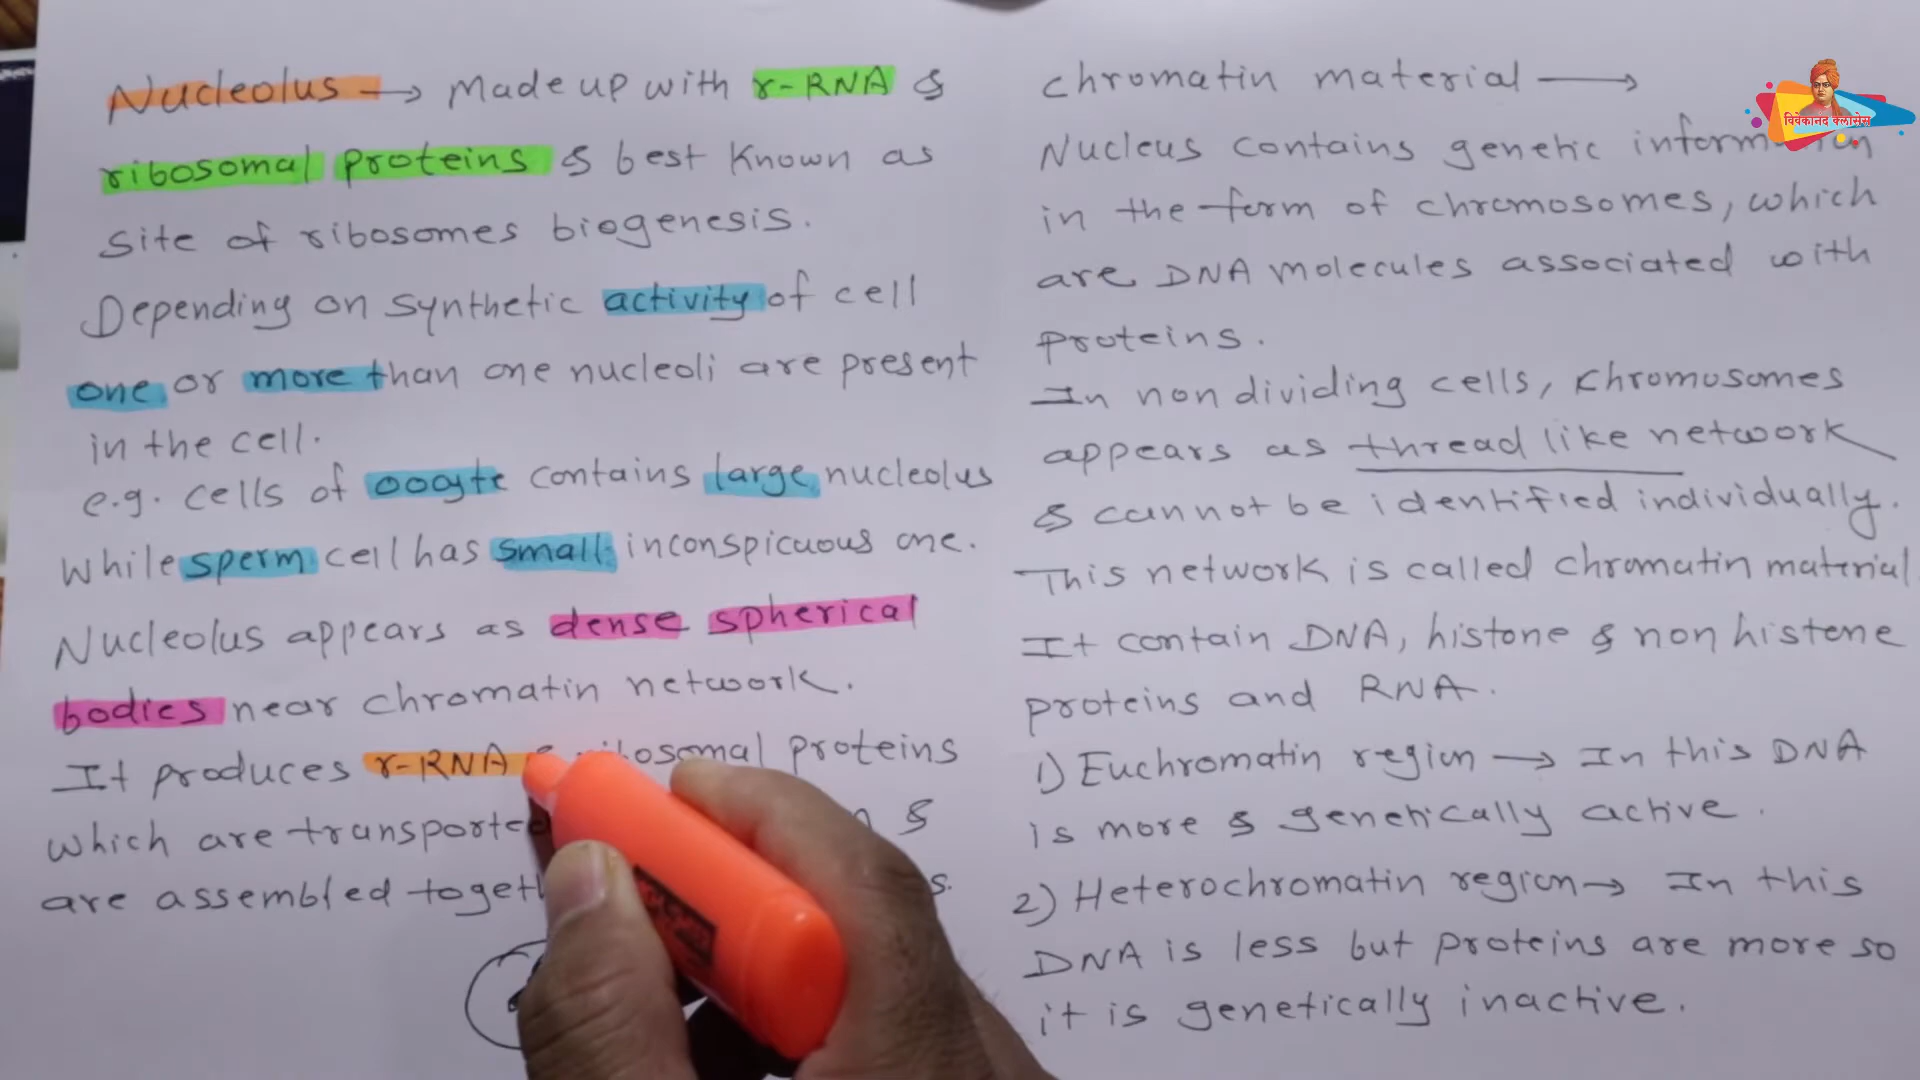 Nucleolus → Made up with r-RNA &
ribosomal proteins & best known as
site of ribosomes biogenesis.
Depending on synthetic activity of cell
one or more than one nucleoli are present
in the cell.
e.g. cells of oocyte contains large nucleolus
While sperm cell has small inconspicuous one.
Nucleolus appears as dense spherical
bodies near chromatin network.
It produces r-RNA & ribosomal proteins
which are transported &
are assembled
chromatin material →
Nucleus contains genetic information
in the form of chromosomes, which
are DNA molecules associated with
proteins.
In non dividing cells, chromosomes
appears as thread like network
& cannot be identified individually.
This network is called chromatin material
It contain DNA, histone & non histone
proteins and RNA.
1) Euchromatin region → In this DNA
is more & genetically active.
2) Heterochromatin region → In this
DNA is less but proteins are more so
it is genetically inactive.
विवेकानंद क्लासेस